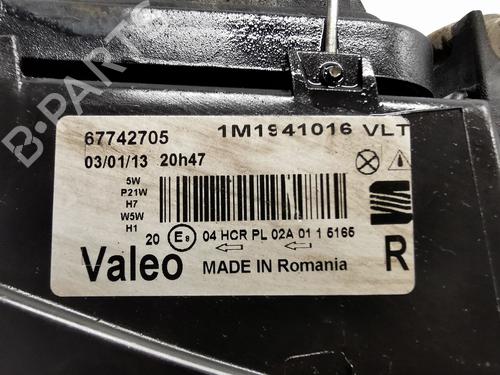 B-PARTS
67742705
1M1941016 VLT
03/01/13 20h47
5W
P21W
H7
W5W
H1
20 E9 04 HCR PL 02A 01 1 5165
Valeo
MADE IN Romania
R